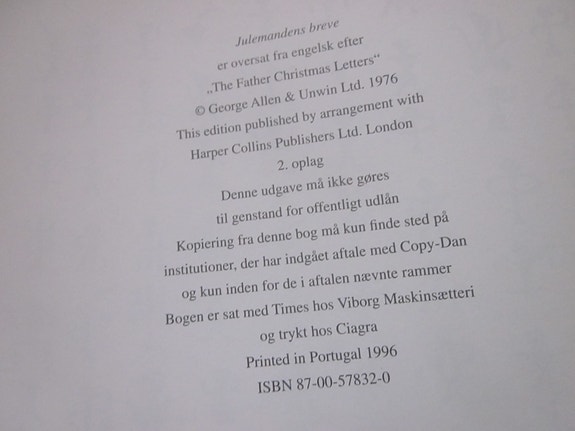 Julemandens breve
er oversat fra engelsk efter
„The Father Christmas Letters“
© George Allen & Unwin Ltd. 1976
This edition published by arrangement with
Harper Collins Publishers Ltd. London
2. oplag
Denne udgave må ikke gøres
til genstand for offentligt udlån
Kopiering fra denne bog må kun finde sted på
institutioner, der har indgået aftale med Copy-Dan
og kun inden for de i aftalen nævnte rammer
Bogen er sat med Times hos Viborg Maskinsætteri
og trykt hos Ciagra
Printed in Portugal 1996
ISBN 87-00-57832-0